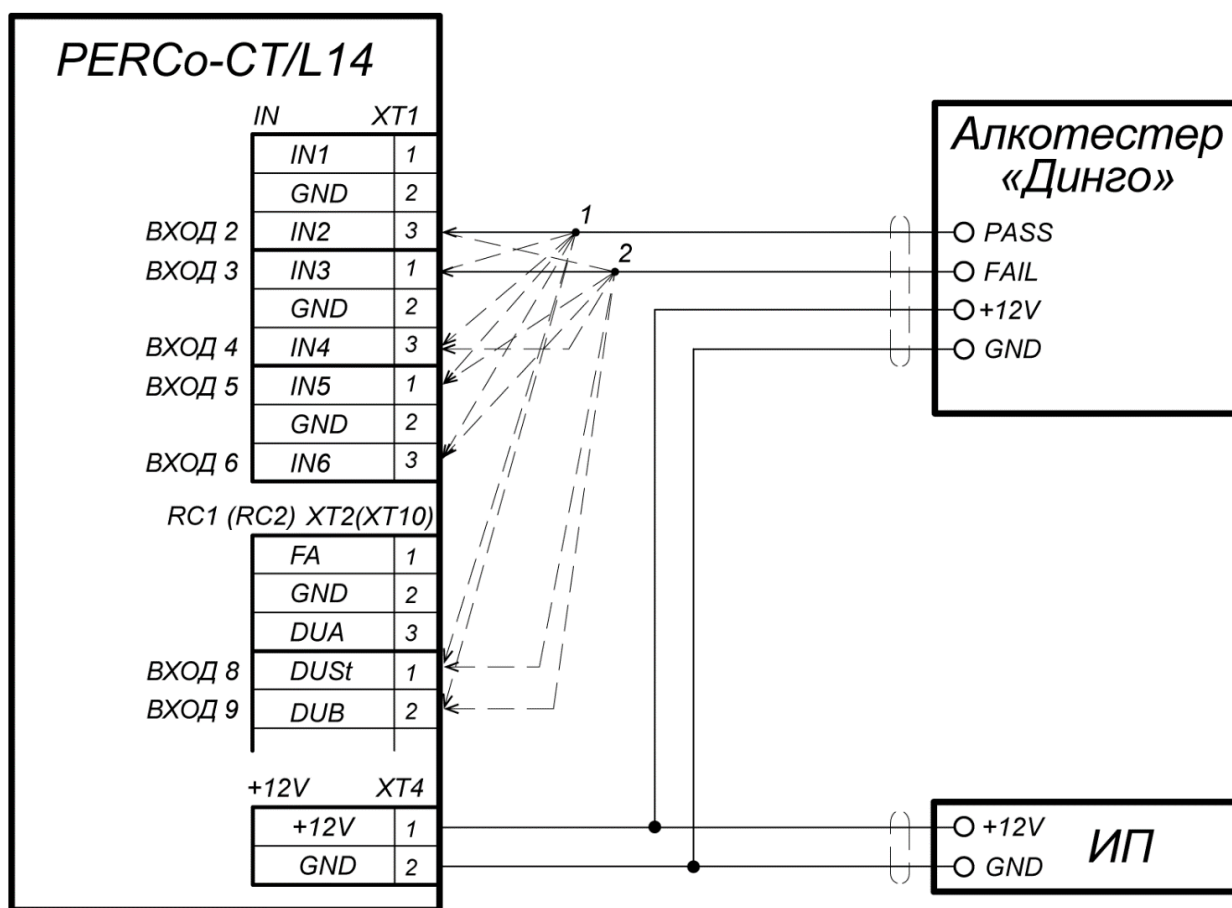 PERCo-CT/L14
IN XT1
IN1 1
GND 2
ВХОД 2 IN2 3
ВХОД 3 IN3 1
GND 2
ВХОД 4 IN4 3
ВХОД 5 IN5 1
GND 2
ВХОД 6 IN6 3
RC1 (RC2) XT2(XT10)
FA 1
GND 2
DUA 3
ВХОД 8 DUSt 1
ВХОД 9 DUB 2
+12V XT4
+12V 1
GND 2
1
2
Алкотестер
«Динго»
PASS
FAIL
+12V
GND
+12V
GND
ИП